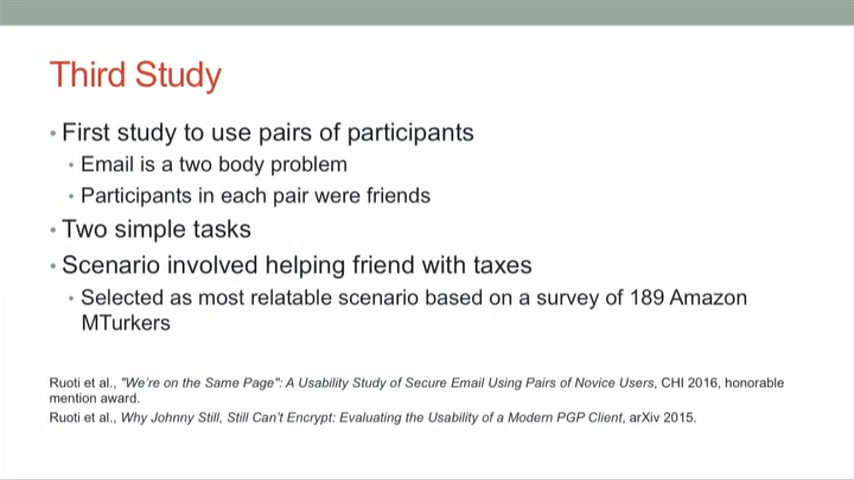 Third Study
• First study to use pairs of participants
• Email is a two body problem
• Participants in each pair were friends
• Two simple tasks
• Scenario involved helping friend with taxes
• Selected as most relatable scenario based on a survey of 189 Amazon
MTurkers
Ruoti et al., "We're on the Same Page": A Usability Study of Secure Email Using Pairs of Novice Users, CHI 2016, honorable
mention award.
Ruoti et al., Why Johnny Still, Still Can't Encrypt: Evaluating the Usability of a Modern PGP Client, arXiv 2015.